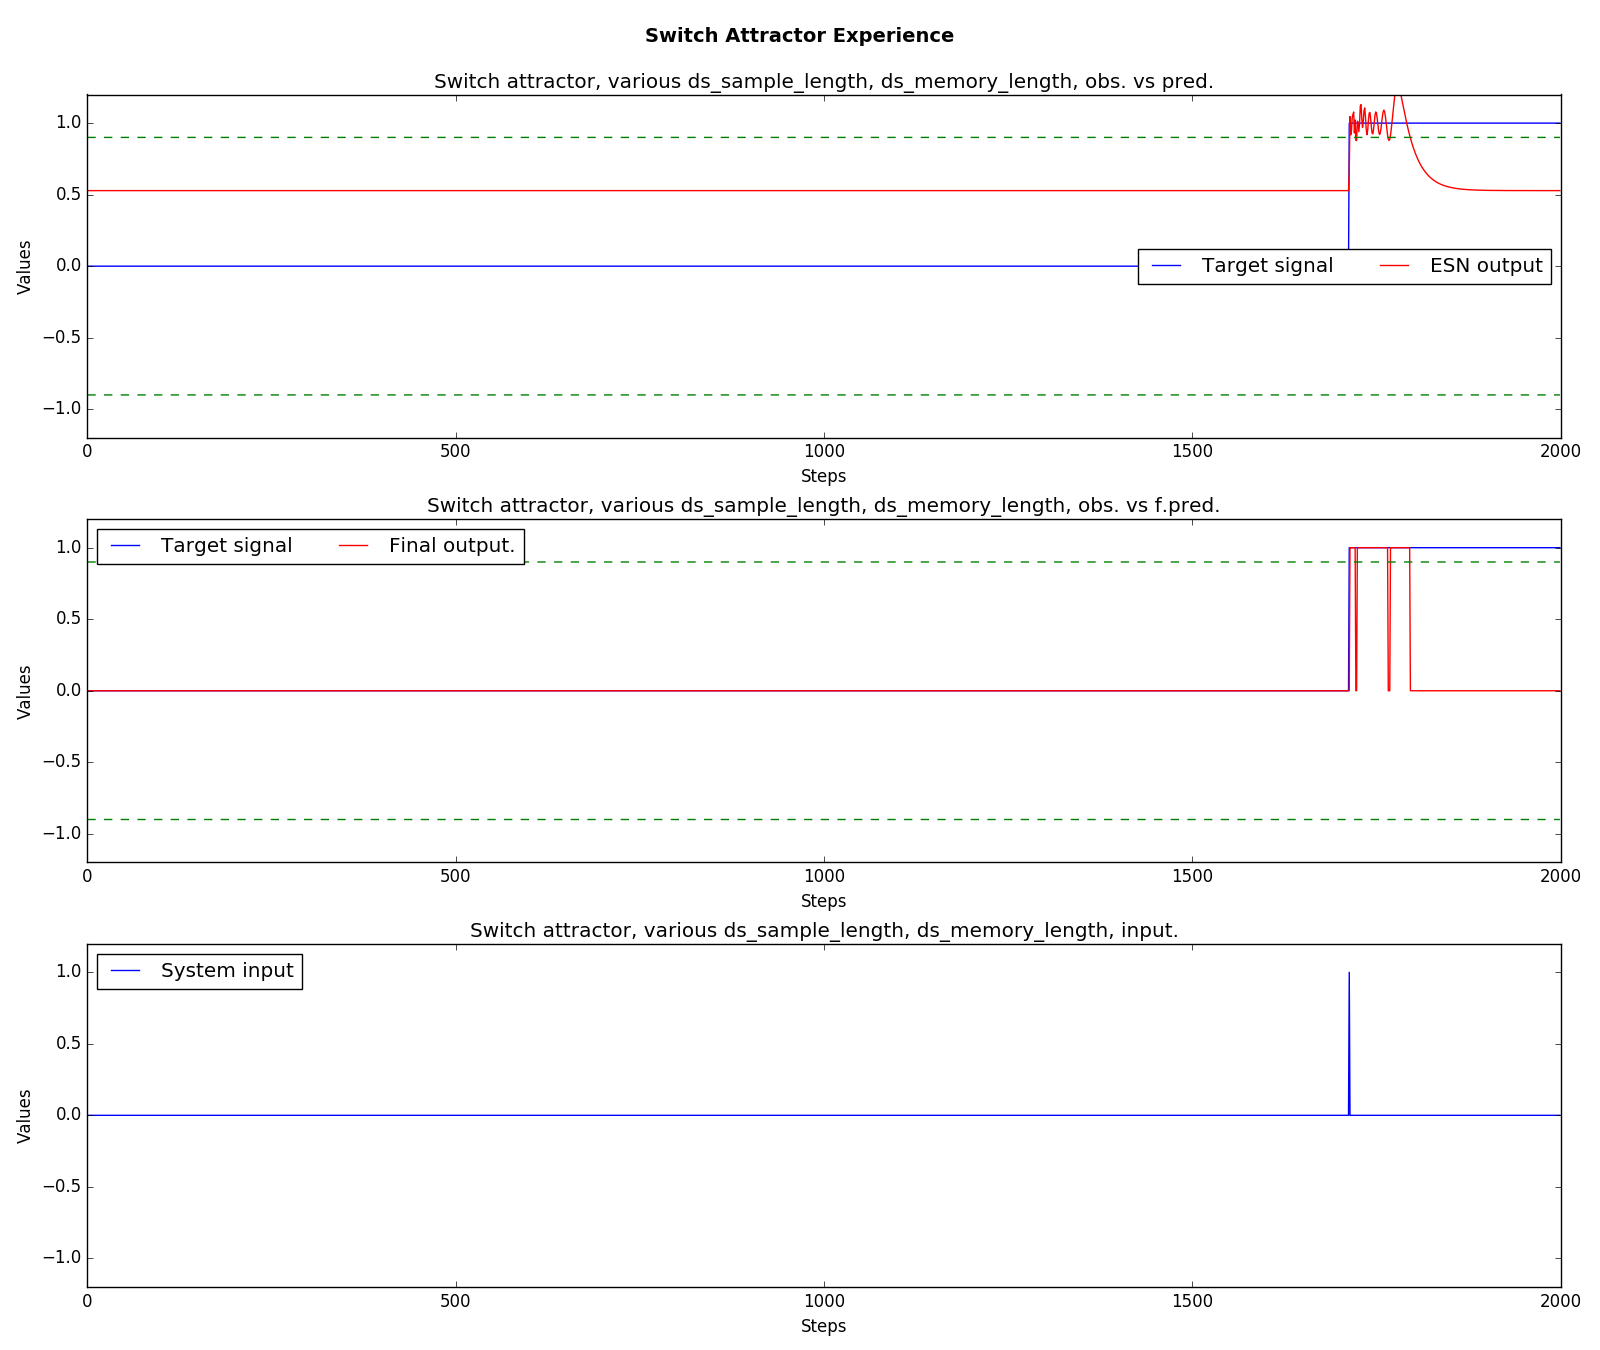 Switch Attractor Experience
Switch attractor, various ds_sample_length, ds_memory_length, obs. vs pred.
1.0
0.5
0.0
−0.5
−1.0
Values
Target signal ESN output
0 500 1000 1500 2000
Steps
Switch attractor, various ds_sample_length, ds_memory_length, obs. vs f.pred.
Target signal Final output.
1.0
0.5
0.0
−0.5
−1.0
Values
0 500 1000 1500 2000
Steps
Switch attractor, various ds_sample_length, ds_memory_length, input.
System input
1.0
0.5
0.0
−0.5
−1.0
Values
0 500 1000 1500 2000
Steps